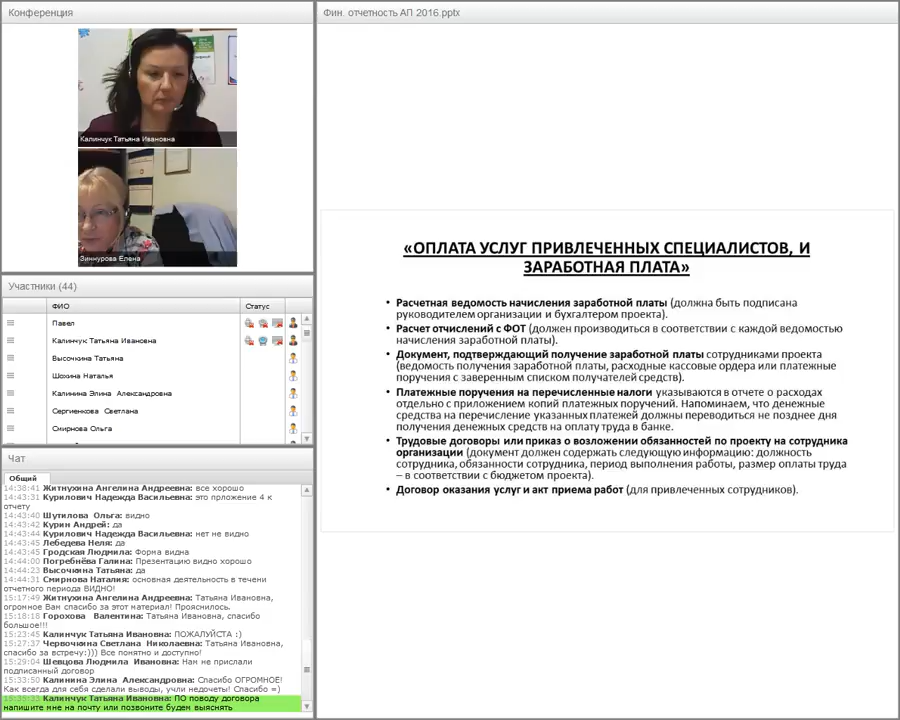 Конференция
Калинчук Татьяна Ивановна
Зиннурова Елена
Участники (44)
ФИО
Статус
Павел
Калинчук Татьяна Ивановна
Высочкина Татьяна
Шохина Наталья
Калинина Элина Александровна
Сергиенкова Светлана
Смирнова Ольга
Чат
Общий
14:38:41 Житнухина Ангелина Андреевна: все хорошо
14:43:31 Курилович Надежда Васильевна: это прложение 4 к
отчету
14:43:40 Шутилова Ольга: видно
14:43:42 Курин Андрей: да
14:43:44 Курилович Надежда Васильевна: нет не видно
14:43:45 Лебедева Неля: да
14:43:45 Гродская Людмила: Форма видна
14:44:00 Погребнёва Галина: Презентацию видно хорошо
14:44:23 Высочкина Татьяна: да
14:44:31 Смирнова Наталия: основная деятельность в течени
отчетного периода ВИДНО!
15:17:49 Житнухина Ангелина Андреевна: Татьяна Ивановна,
огромное Вам спасибо за этот материал! Прояснилось.
15:18:18 Горохова Валентина: Татьяна Ивановна, спасибо
большое!!!
15:23:45 Калинчук Татьяна Ивановна: ПОЖАЛУЙСТА :)
15:27:37 Червочкина Светлана Николаевна: Татьяна Ивановна,
спасибо за встречу:))) Все понятно и доступно!
15:29:04 Шевцова Людмила Ивановна: Нам не прислали
подписанный договор
15:33:50 Калинина Элина Александровна: Спасибо ОГРОМНОЕ!
Как всегда для себя сделали выводы, учли недочеты! Спасибо =)
Калинчук Татьяна Ивановна: ПО поводу договора
напишите мне на почту или позвоните будем выяснять
Фин. отчетность АП 2016.pptx
«ОПЛАТА УСЛУГ ПРИВЛЕЧЕННЫХ СПЕЦИАЛИСТОВ, И
ЗАРАБОТНАЯ ПЛАТА»
• Расчетная ведомость начисления заработной платы (должна быть подписана
руководителем организации и бухгалтером проекта).
• Расчет отчислений с ФОТ (должен производиться в соответствии с каждой ведомостью
начисления заработной платы).
• Документ, подтверждающий получение заработной платы сотрудниками проекта
(ведомость получения заработной платы, расходные кассовые ордера или платежные
поручения с заверенным списком получателей средств).
• Платежные поручения на перечисленные налоги указываются в отчете о расходах
отдельно с приложением копий платежных поручений. Напоминаем, что денежные
средства на перечисление указанных платежей должны переводиться не позднее дня
получения денежных средств на оплату труда в банке.
• Трудовые договоры или приказ о возложении обязанностей по проекту на сотрудника
организации (документ должен содержать следующую информацию: должность
сотрудника, обязанности сотрудника, период выполнения работы, размер оплаты труда
– в соответствии с бюджетом проекта).
• Договор оказания услуг и акт приема работ (для привлеченных сотрудников).